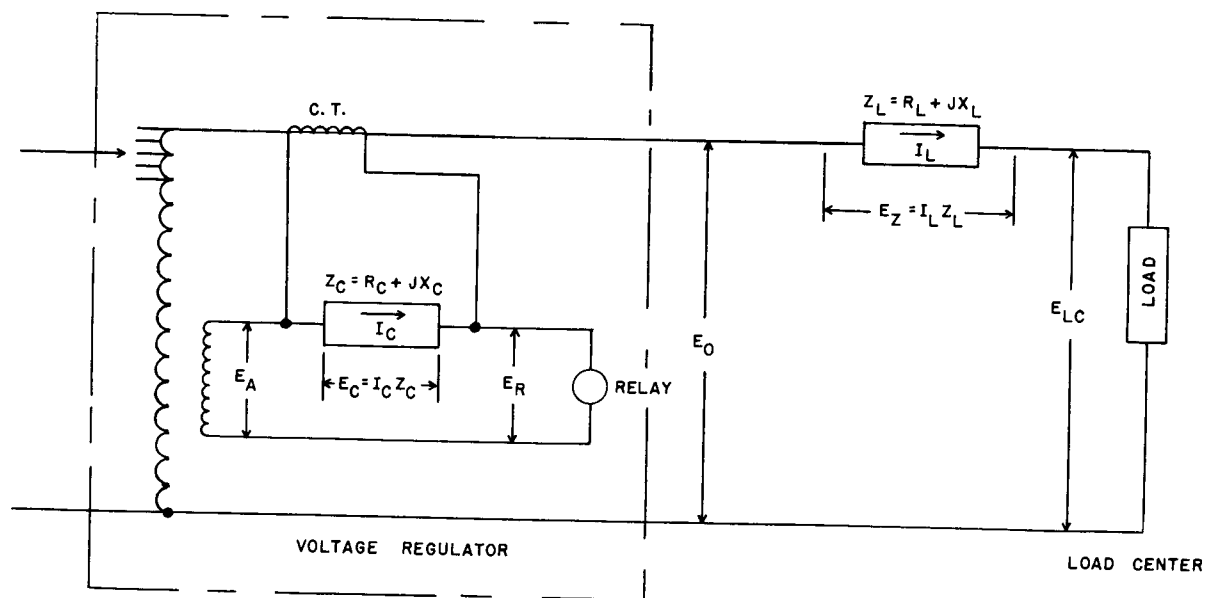 C. T.
Z_L = R_L + JX_L
I_L
E_Z = I_L Z_L
Z_C = R_C + JX_C
I_C
E_A
E_C = I_C Z_C
E_R
RELAY
E_O
E_LC
LOAD
VOLTAGE REGULATOR
LOAD CENTER